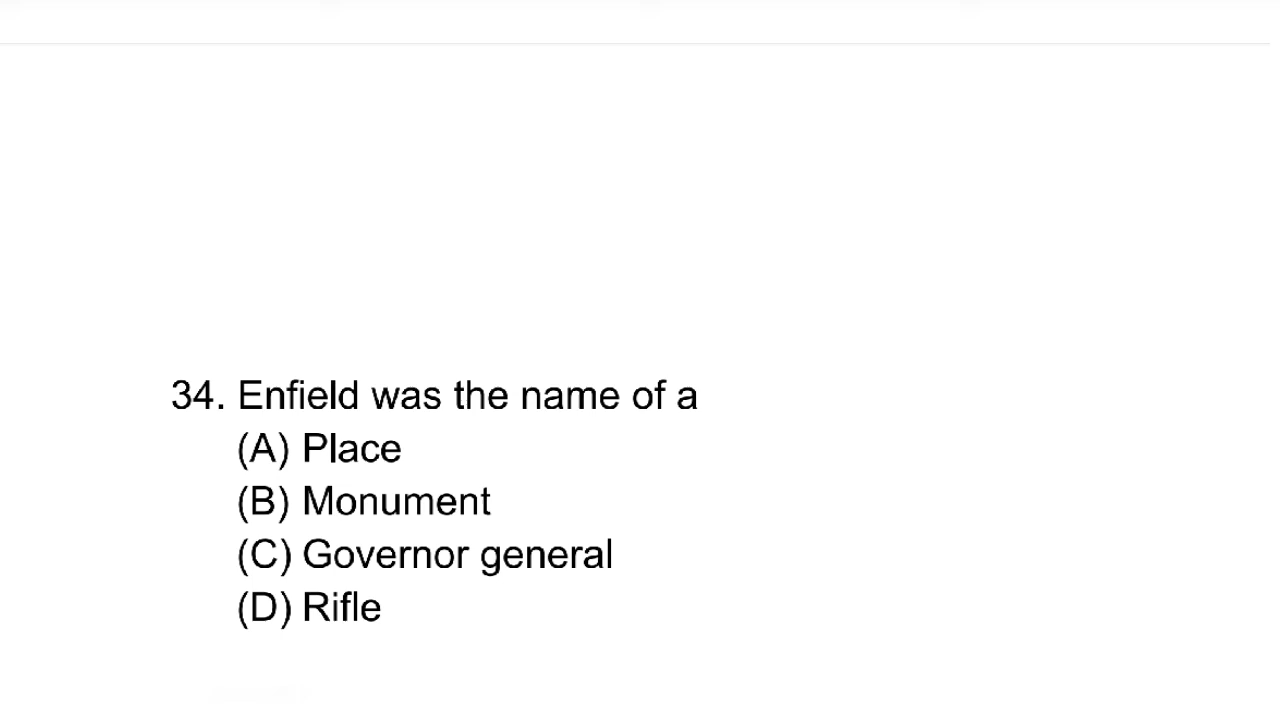 34. Enfield was the name of a
(A) Place
(B) Monument
(C) Governor general
(D) Rifle